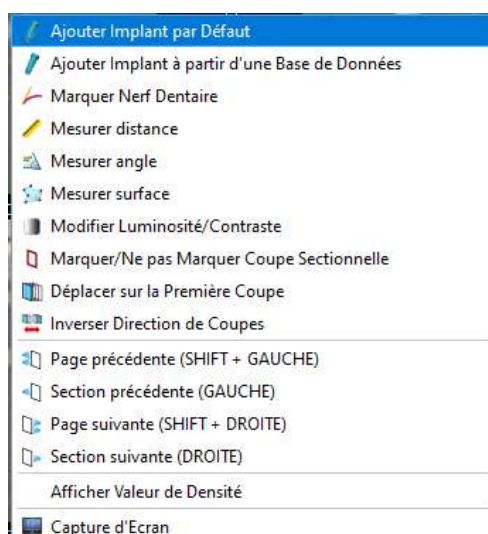 Ajouter Implant par Défaut
Ajouter Implant à partir d'une Base de Données
Marquer Nerf Dentaire
Mesurer distance
Mesurer angle
Mesurer surface
Modifier Luminosité/Contraste
Marquer/Ne pas Marquer Coupe Sectionnelle
Déplacer sur la Première Coupe
Inverser Direction de Coupes
Page précédente (SHIFT + GAUCHE)
Section précédente (GAUCHE)
Page suivante (SHIFT + DROITE)
Section suivante (DROITE)
Afficher Valeur de Densité
Capture d'Ecran